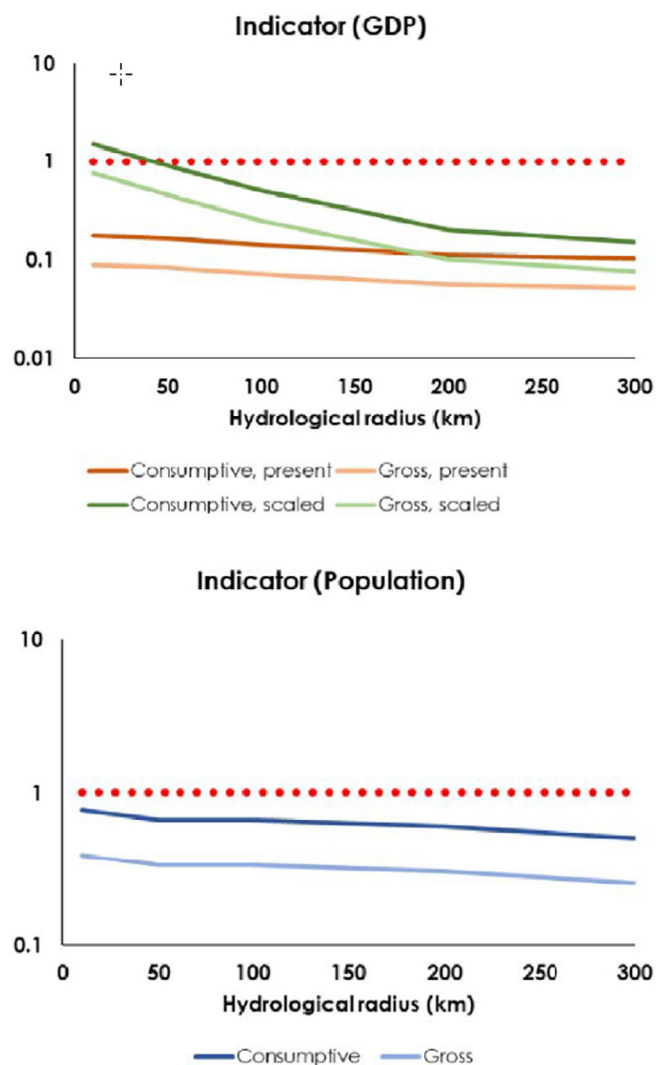 Indicator (GDP)
10
1
0.1
0.01
0 50 100 150 200 250 300
Hydrological radius (km)
Consumptive, present Gross, present
Consumptive, scaled Gross, scaled
Indicator (Population)
10
1
0.1
0 50 100 150 200 250 300
Hydrological radius (km)
Consumptive Gross